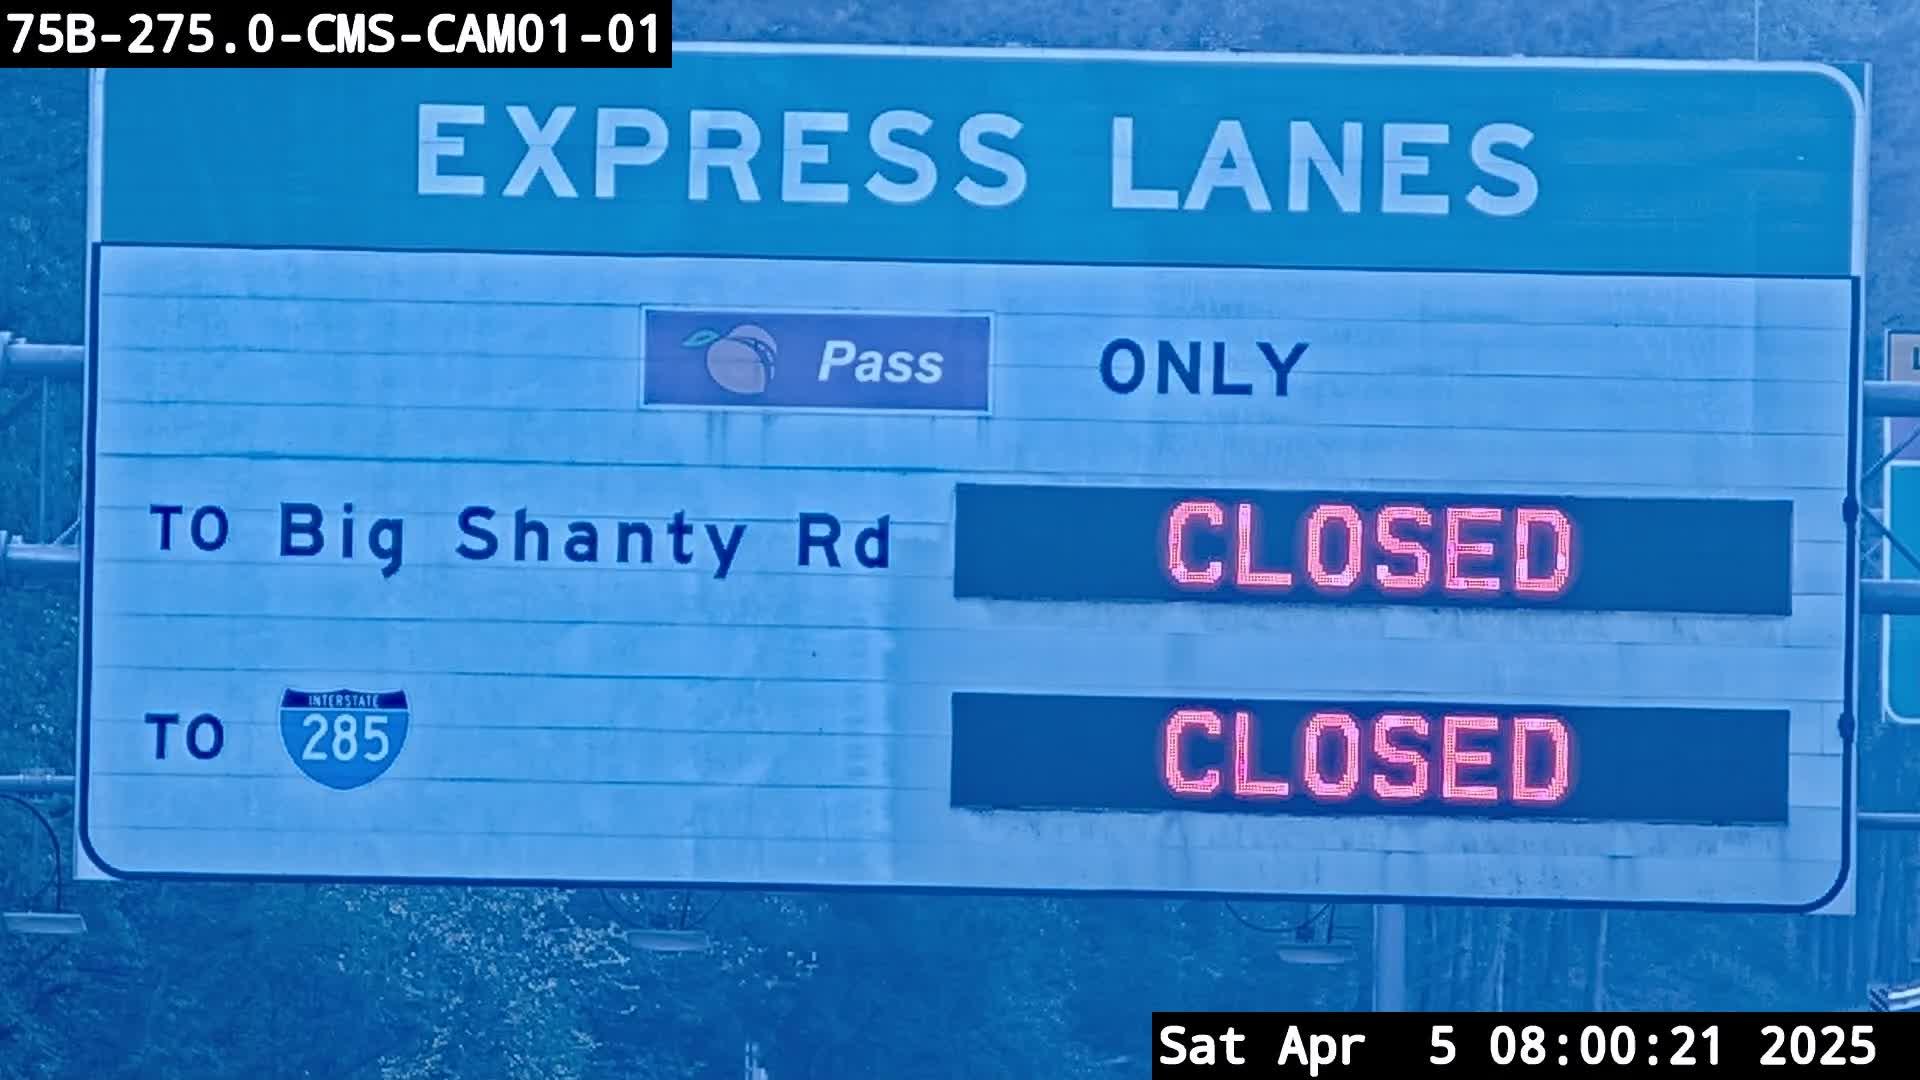 75B-275.0-CMS-CAM01-01
EXPRESS LANES
Pass ONLY
TO Big Shanty Rd CLOSED
TO INTERSTATE 285 CLOSED
Sat Apr 5 08:00:21 2025